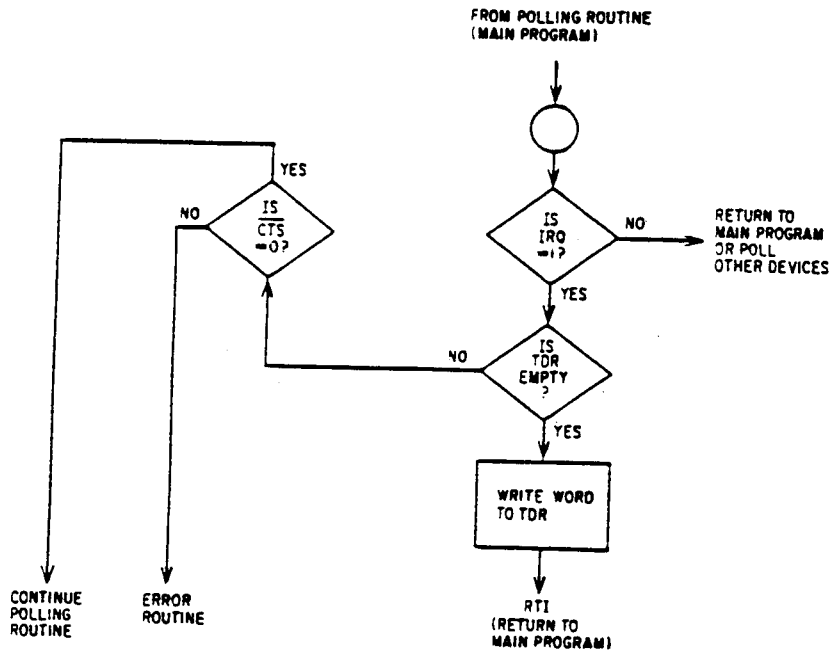 FROM POLLING ROUTINE
(MAIN PROGRAM)
YES
NO
IS
CTS
=0?
IS
IRQ
=1?
NO
RETURN TO
MAIN PROGRAM
OR POLL
OTHER DEVICES
YES
NO
IS
TDR
EMPTY
?
YES
WRITE WORD
TO TDR
CONTINUE
POLLING
ROUTINE
ERROR
ROUTINE
RTI
(RETURN TO
MAIN PROGRAM)